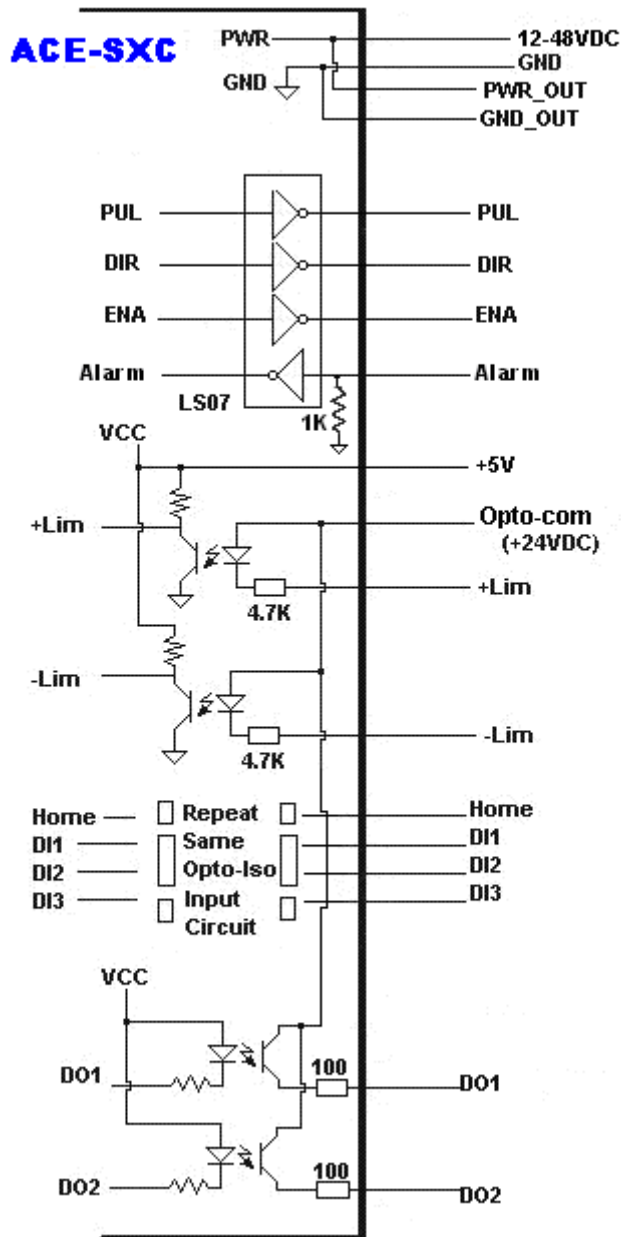 ACE-SXC
PWR
12-48VDC
GND
GND
PWR_OUT
GND_OUT
PUL
PUL
DIR
DIR
ENA
ENA
Alarm
Alarm
LS07
1K
VCC
+5V
+Lim
Opto-com
(+24VDC)
+Lim
4.7K
-Lim
-Lim
4.7K
Home
Repeat
Home
DI1
Same
DI1
DI2
Opto-Iso
DI2
DI3
Input
DI3
Circuit
VCC
DO1
100
DO1
DO2
100
DO2